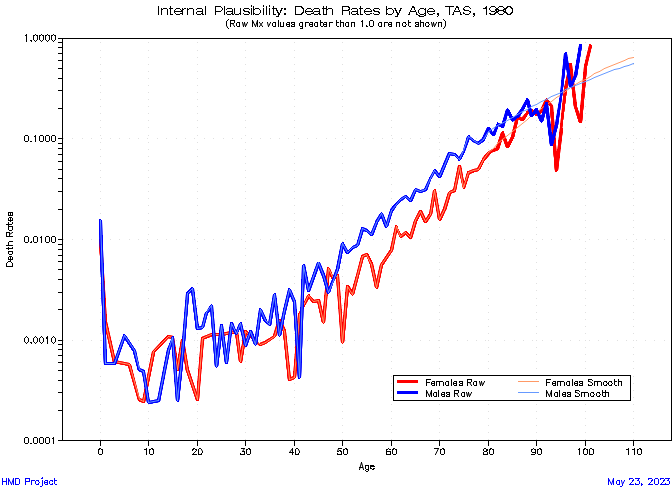 Internal Plausibility: Death Rates by Age, TAS, 1980
(Raw Mx values greater than 1.0 are not shown)
1.0000
0.1000
0.0100
0.0010
0.0001
Death Rates
0 10 20 30 40 50 60 70 80 90 100 110
Age
Females Raw Females Smooth
Males Raw Males Smooth
HMD Project
May 23, 2023